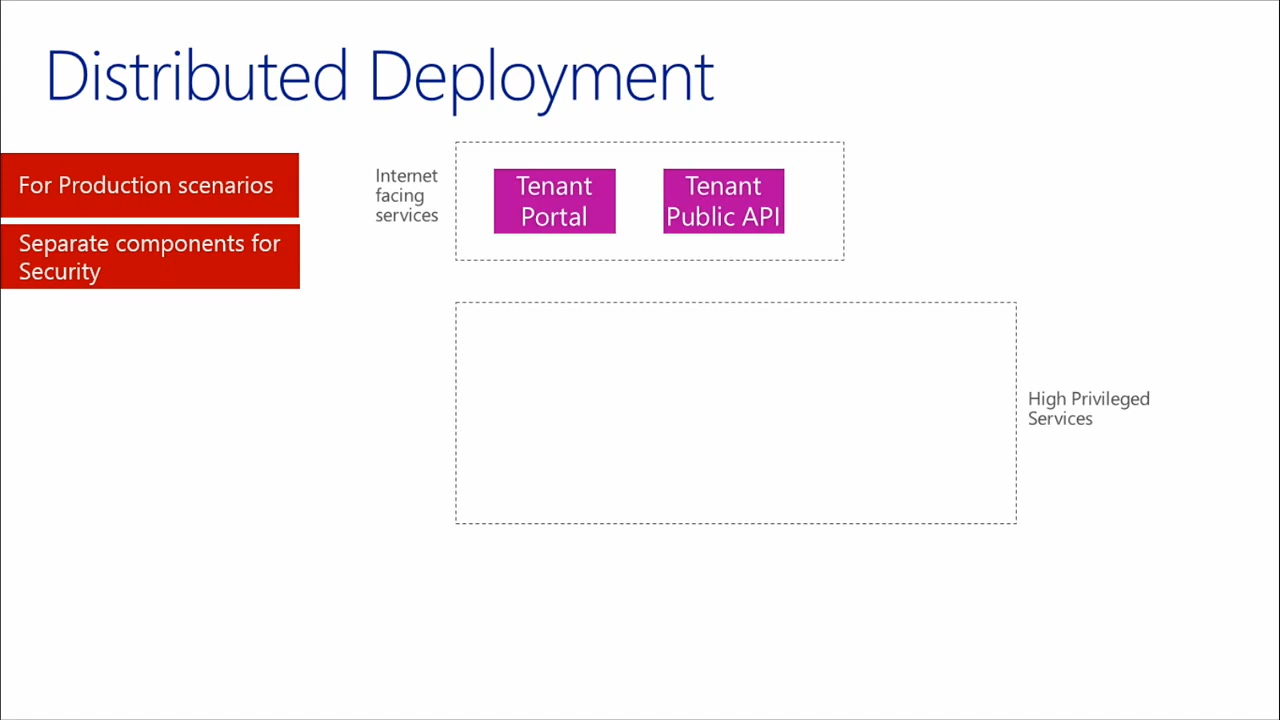 Distributed Deployment
For Production scenarios
Separate components for
Security
Internet
facing
services
Tenant
Portal
Tenant
Public API
High Privileged
Services